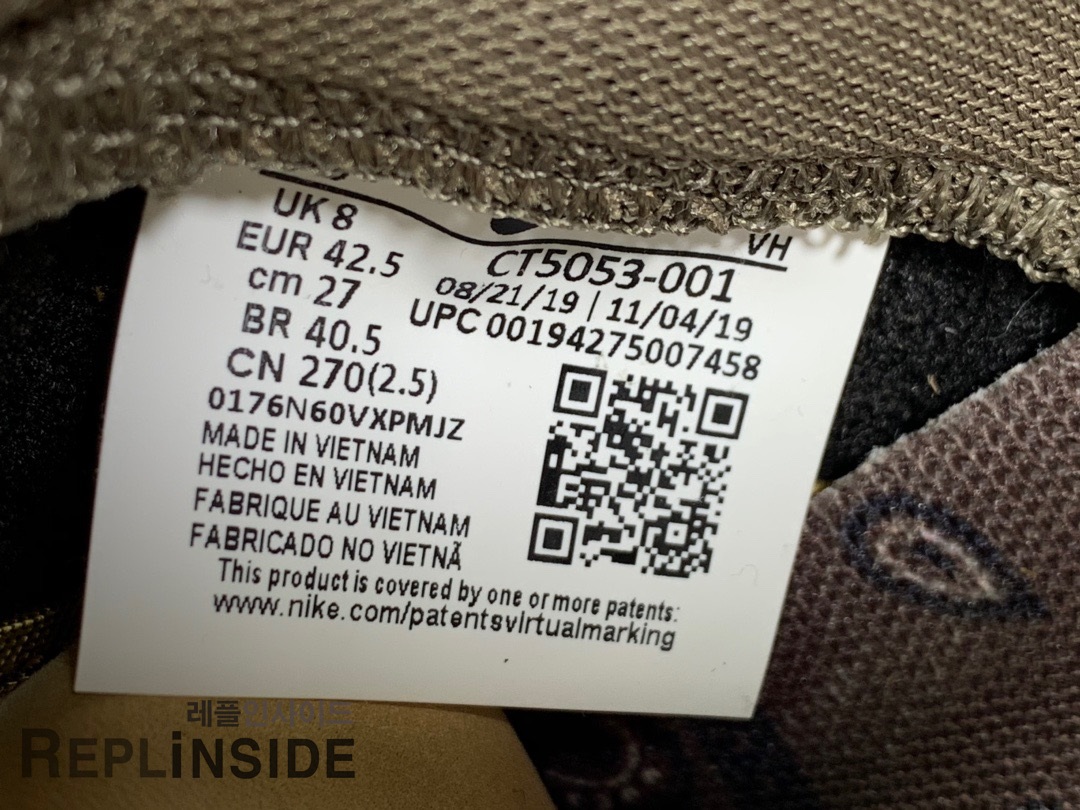 UK 8
EUR 42.5
cm 27
BR 40.5
CN 270(2.5)
0176N60VXPMJZ
MADE IN VIETNAM
HECHO EN VIETNAM
FABRIQUE AU VIETNAM
FABRICADO NO VIETNÃ
VH
CT5053-001
08/21/19 | 11/04/19
UPC 00194275007458
This product is covered by one or more patents:
www.nike.com/patentsvirtualmarking
레플인사이드
REPLiNSIDE